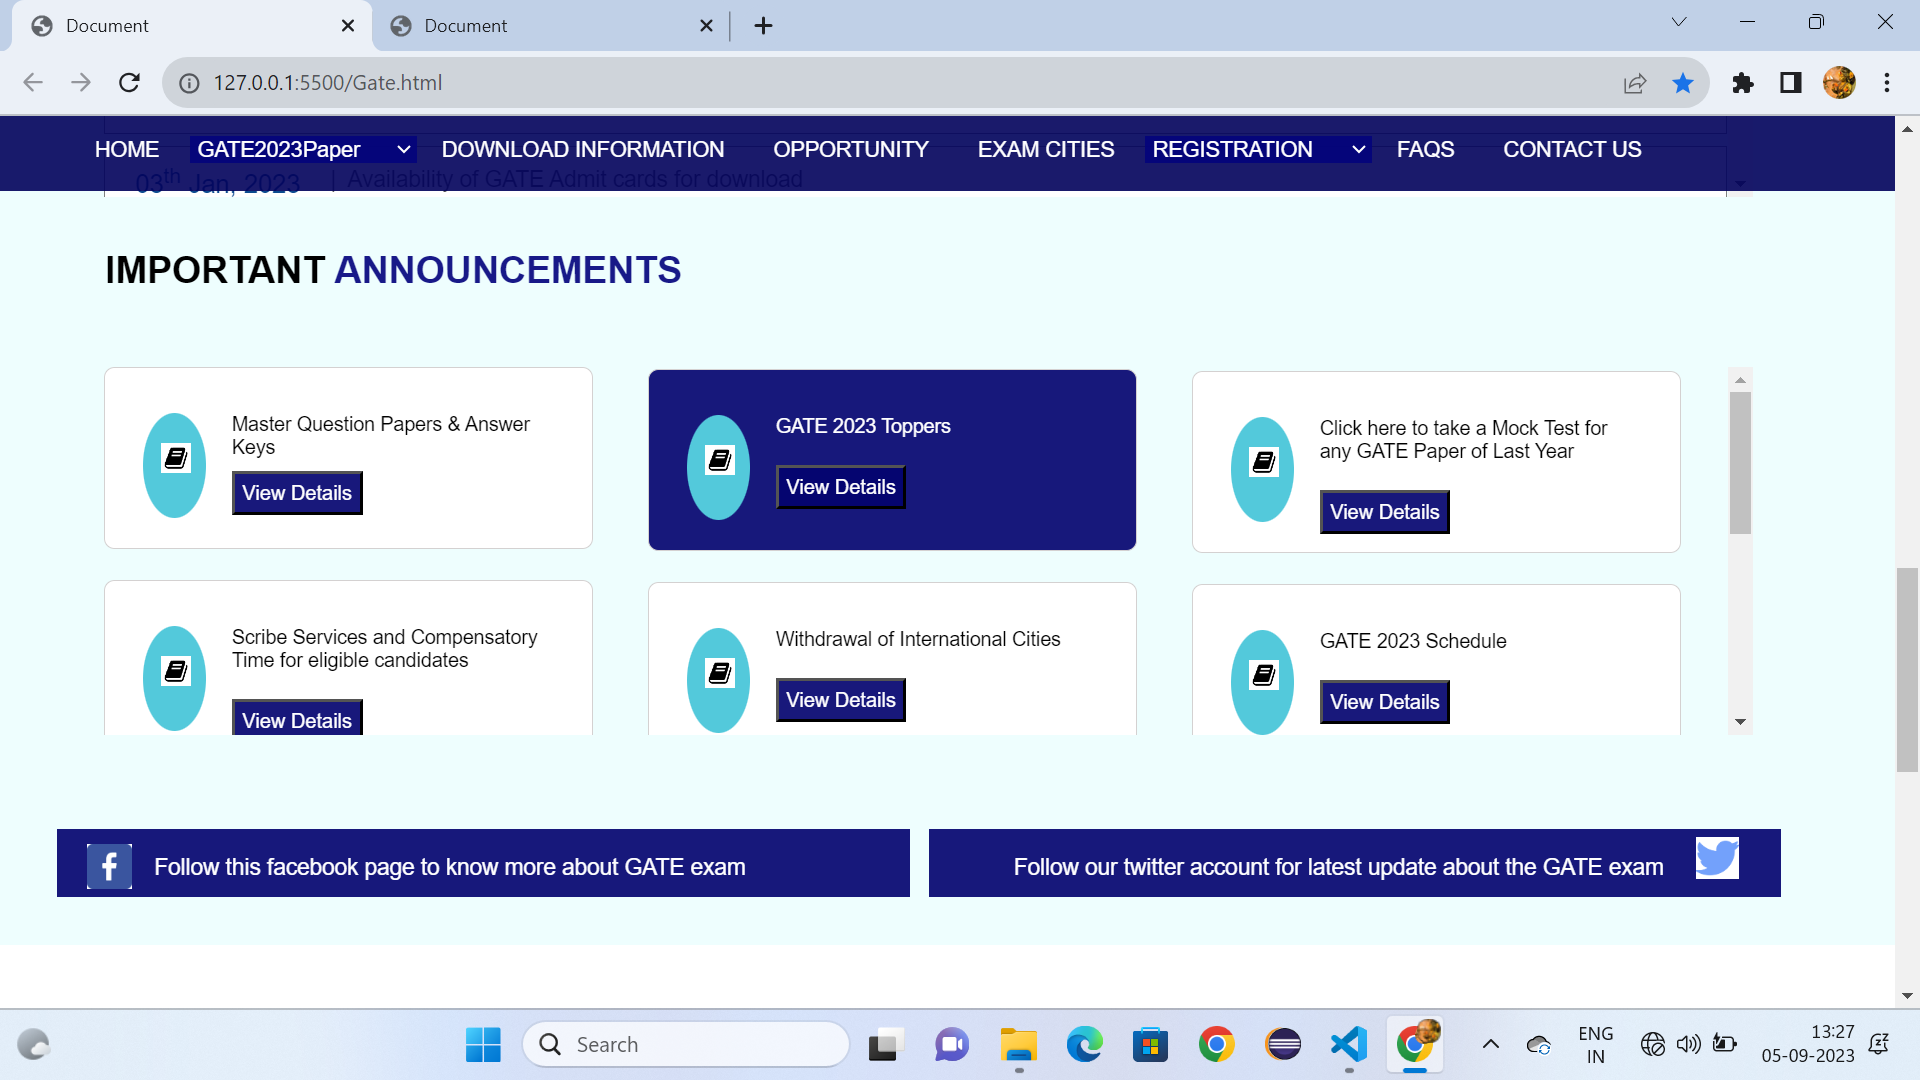 Document
Document
127.0.0.1:5500/Gate.html
HOME GATE2023Paper DOWNLOAD INFORMATION OPPORTUNITY EXAM CITIES REGISTRATION FAQS CONTACT US
03th Jan, 2023 | Availability of GATE Admit cards for download
IMPORTANT ANNOUNCEMENTS
Master Question Papers & Answer
Keys
View Details
GATE 2023 Toppers
View Details
Click here to take a Mock Test for
any GATE Paper of Last Year
View Details
Scribe Services and Compensatory
Time for eligible candidates
View Details
Withdrawal of International Cities
View Details
GATE 2023 Schedule
View Details
Follow this facebook page to know more about GATE exam
Follow our twitter account for latest update about the GATE exam
Search
ENG
IN
13:27
05-09-2023